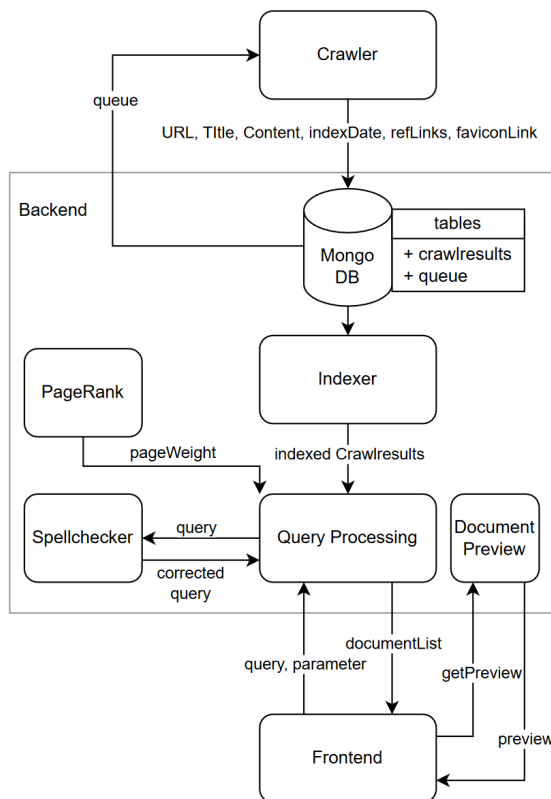 Crawler
queue
URL, TItle, Content, indexDate, refLinks, faviconLink
Backend
tables
Mongo
DB
+ crawlresults
+ queue
Indexer
PageRank
pageWeight
indexed Crawlresults
Spellchecker
query
corrected
query
Query Processing
Document
Preview
documentList
query, parameter
getPreview
preview
Frontend